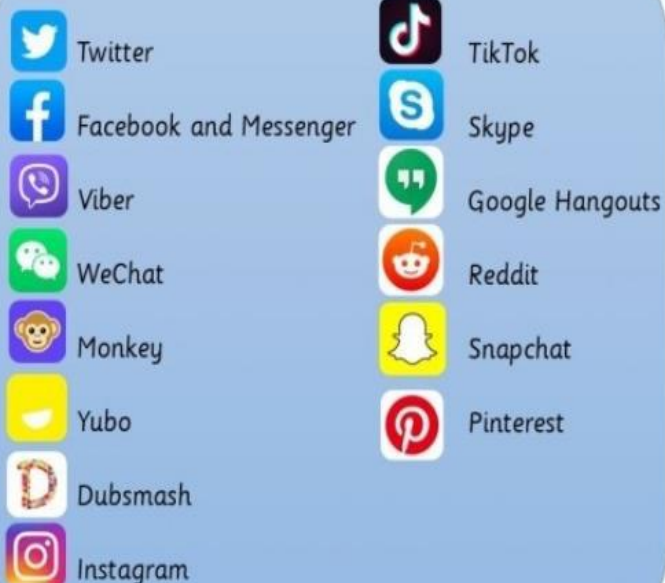 Twitter
Facebook and Messenger
Viber
WeChat
Monkey
Yubo
Dubsmash
Instagram
TikTok
Skype
Google Hangouts
Reddit
Snapchat
Pinterest